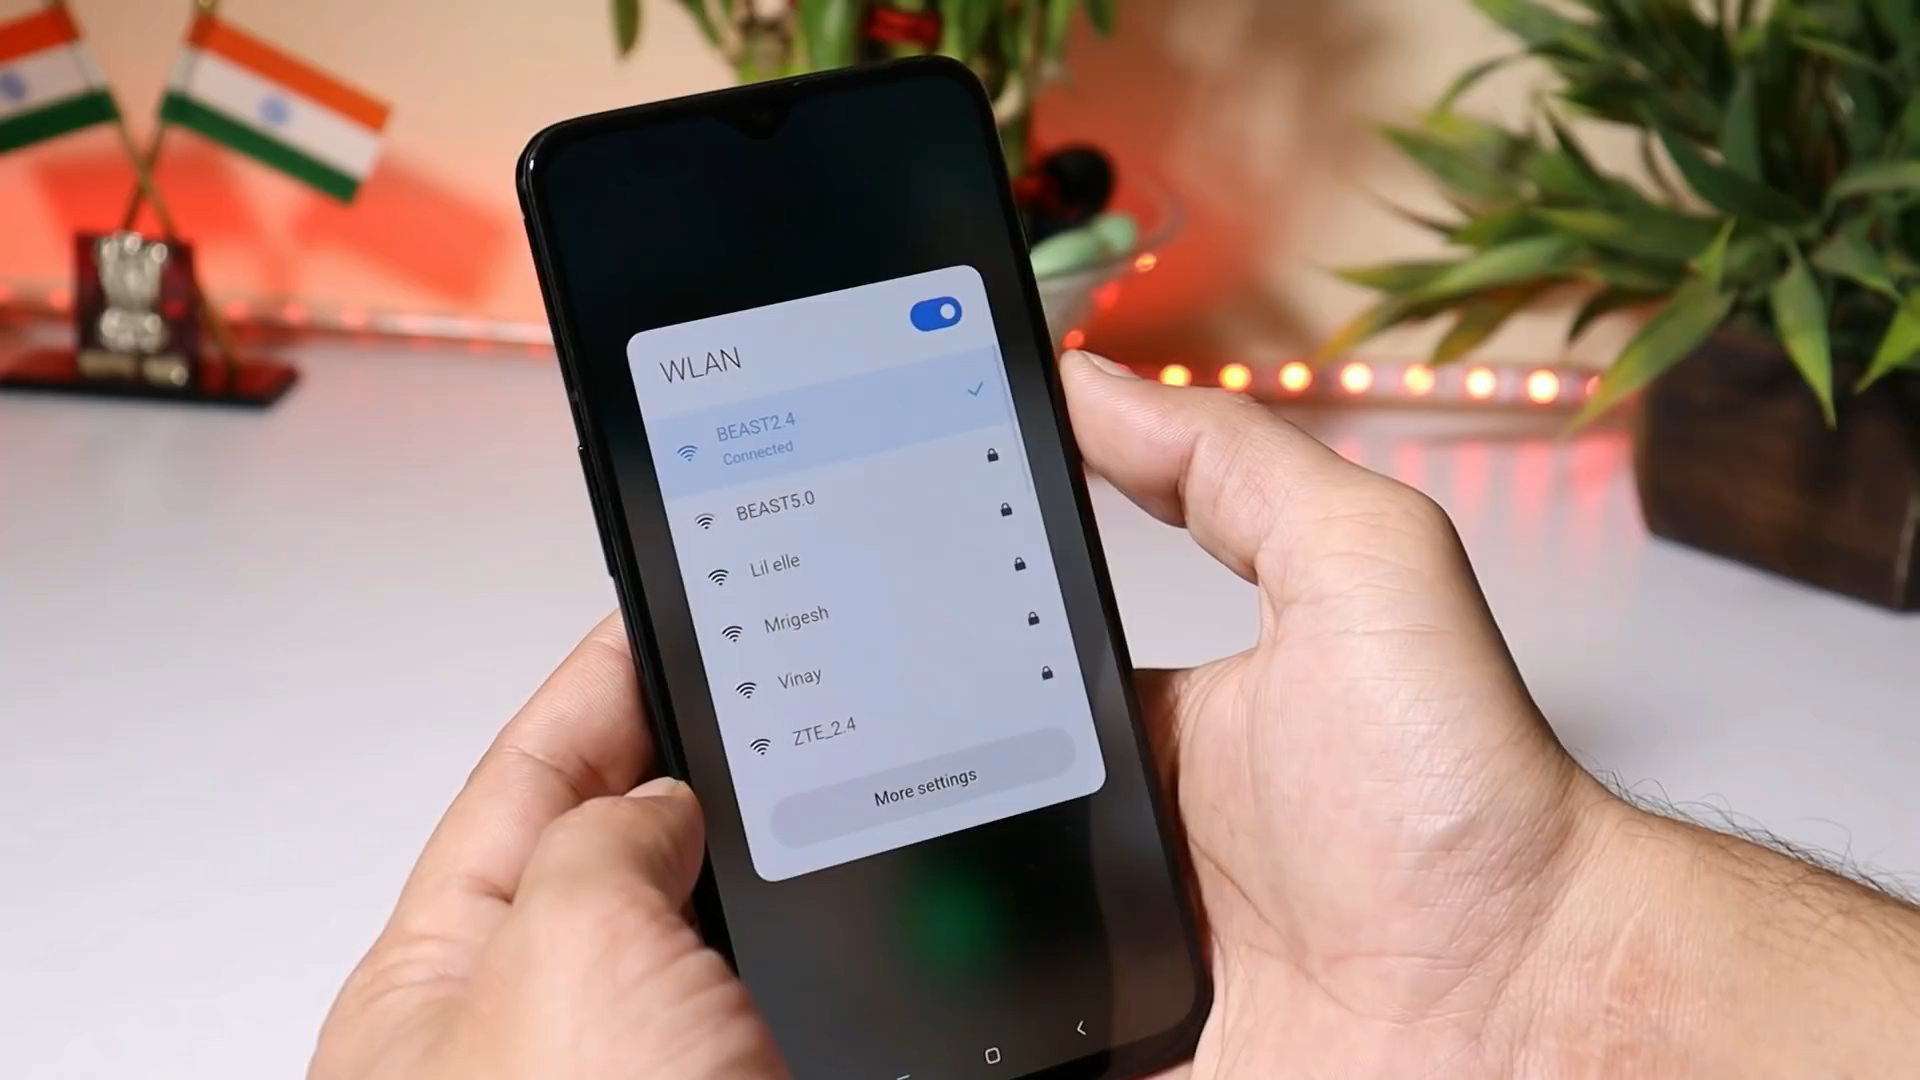 WLAN
BEAST2.4
Connected
BEAST5.0
Lil elle
Mrigesh
Vinay
ZTE_2.4
More settings